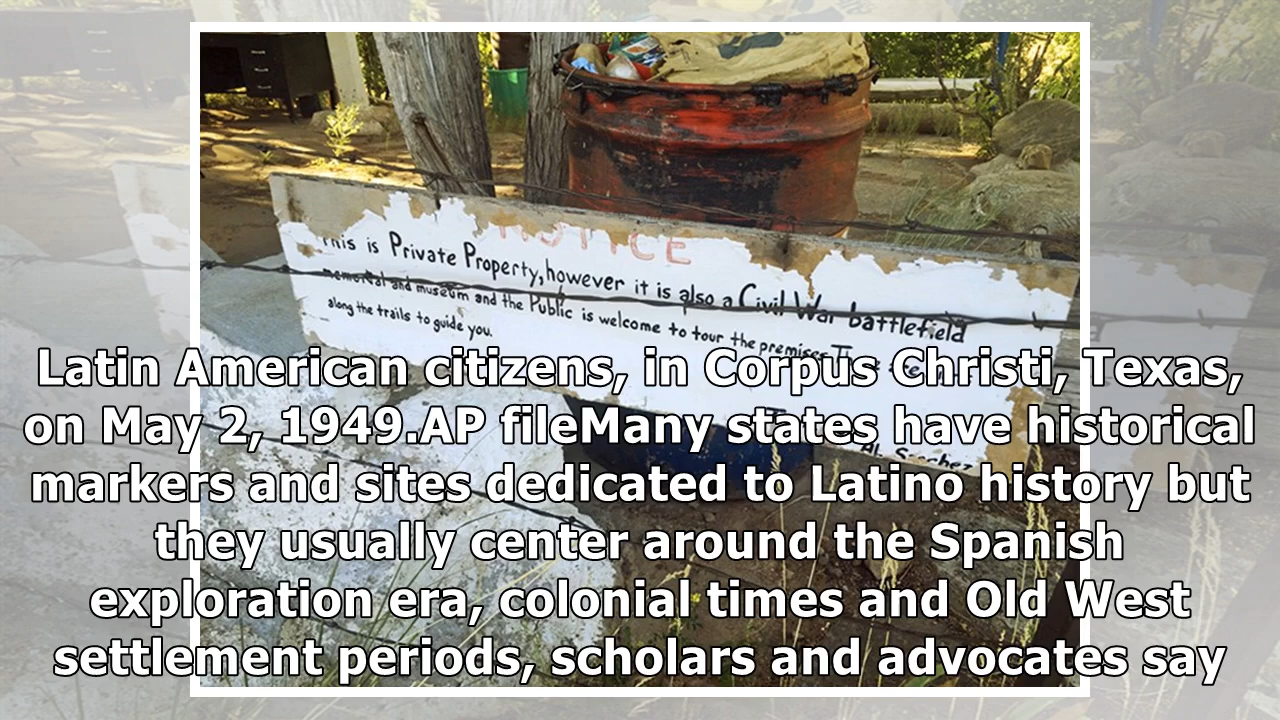 NOTICE
This is Private Property, however it is also a Civil War battlefield
memorial and museum and the Public is welcome to tour the premises.
along the trails to guide you.
Latin American citizens, in Corpus Christi, Texas,
on May 2, 1949.AP fileMany states have historical
markers and sites dedicated to Latino history but
they usually center around the Spanish
exploration era, colonial times and Old West
settlement periods, scholars and advocates say